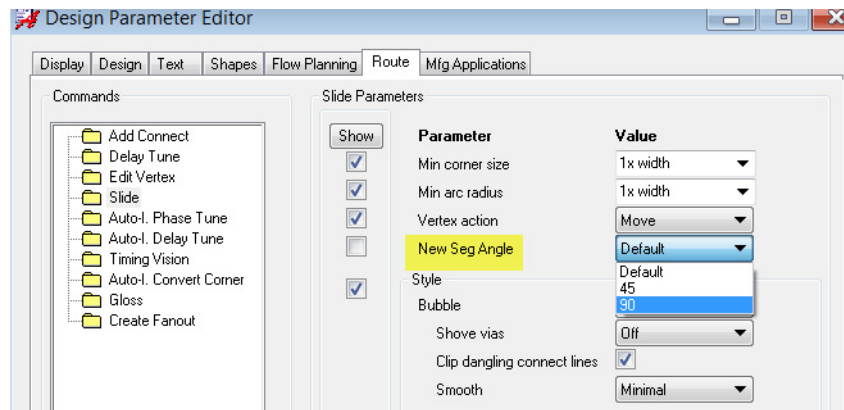 Design Parameter Editor
Display Design Text Shapes Flow Planning Route Mfg Applications
Commands
Slide Parameters
Add Connect
Delay Tune
Edit Vertex
Slide
Auto-I. Phase Tune
Auto-I. Delay Tune
Timing Vision
Auto-I. Convert Corner
Gloss
Create Fanout
Show Parameter Value
Min corner size 1x width
Min arc radius 1x width
Vertex action Move
New Seg Angle Default
Default
45
90
Style
Bubble
Shove vias Off
Clip dangling connect lines
Smooth Minimal